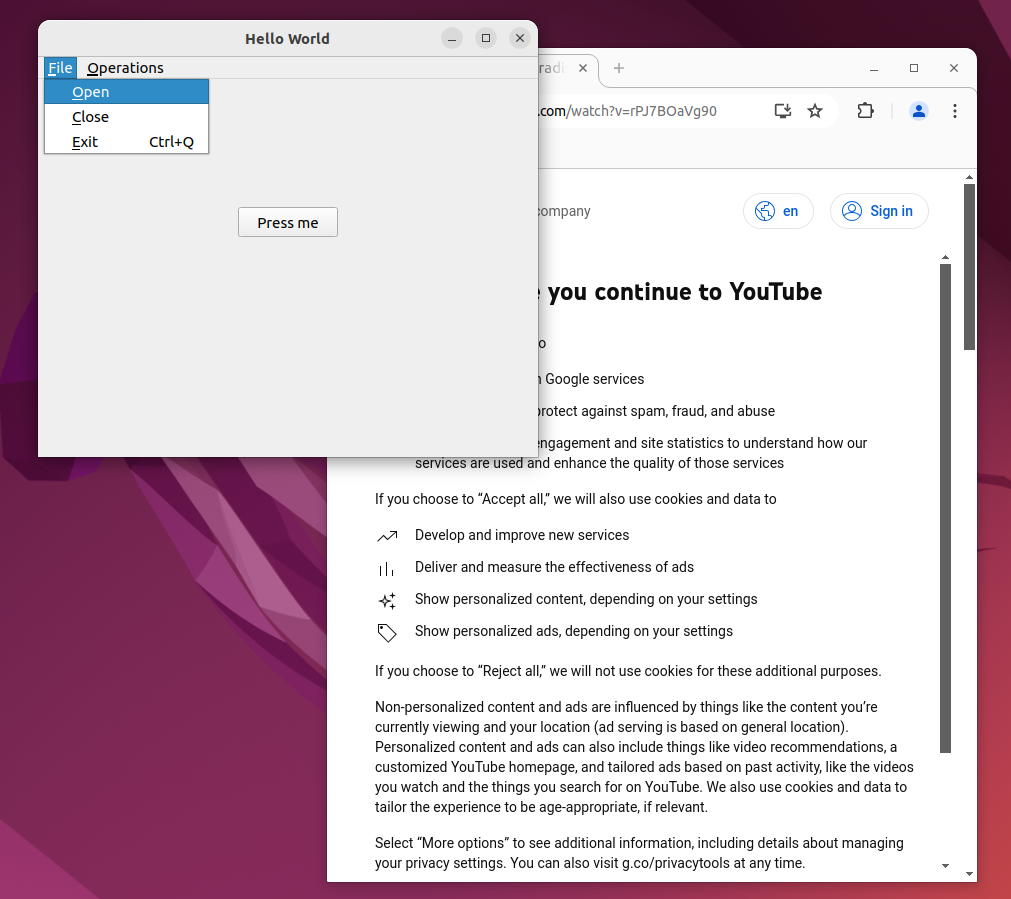 Hello World
File Operations
Open
Close
Exit Ctrl+Q
Press me
.com/watch?v=rPJ7BOaVg90
company
en
Sign in
you continue to YouTube
Google services
protect against spam, fraud, and abuse
engagement and site statistics to understand how our
services are used and enhance the quality of those services
If you choose to “Accept all,” we will also use cookies and data to
Develop and improve new services
Deliver and measure the effectiveness of ads
Show personalized content, depending on your settings
Show personalized ads, depending on your settings
If you choose to “Reject all,” we will not use cookies for these additional purposes.
Non-personalized content and ads are influenced by things like the content you’re
currently viewing and your location (ad serving is based on general location).
Personalized content and ads can also include things like video recommendations, a
customized YouTube homepage, and tailored ads based on past activity, like the videos
you watch and the things you search for on YouTube. We also use cookies and data to
tailor the experience to be age-appropriate, if relevant.
Select “More options” to see additional information, including details about managing
your privacy settings. You can also visit g.co/privacytools at any time.